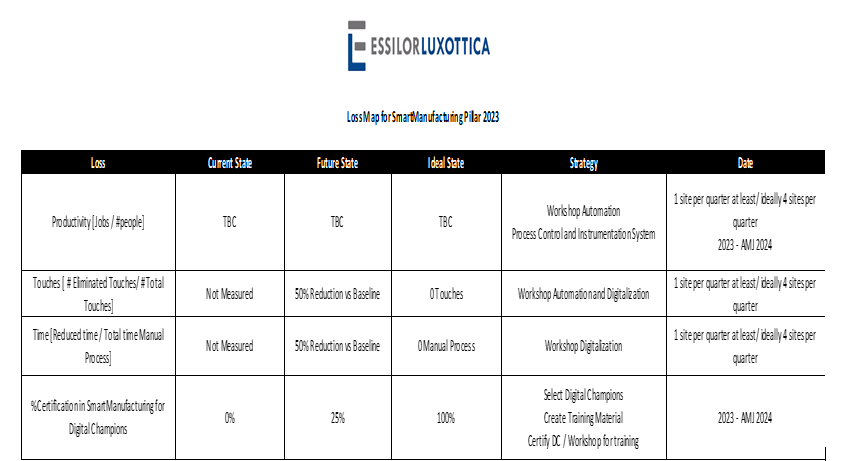 ESSILORLUXOTTICA
Loss Map for SmartManufacturing Pillar 2023
Loss Current State Future State Ideal State Strategy Date
Productivity [Jobs / #people] TBC TBC TBC
Workshop Automation
Process Control and Instrumentation System
1 site per quarter at least/ ideally 4 sites per
quarter
2023 - AMJ 2024
Touches [ # Eliminated Touches/ # Total
Touches]
Not Measured 50% Reduction vs Baseline 0 Touches Workshop Automation and Digitalization
1 site per quarter at least/ ideally 4 sites per
quarter
Time [Reduced time / Total time Manual
Process]
Not Measured 50% Reduction vs Baseline 0 Manual Process Workshop Digitalization
1 site per quarter at least/ ideally 4 sites per
quarter
%Certification in SmartManufacturing for
Digital Champions
0% 25% 100%
Select Digital Champions
Create Training Material
Certify DC / Workshop for training
2023 - AMJ 2024